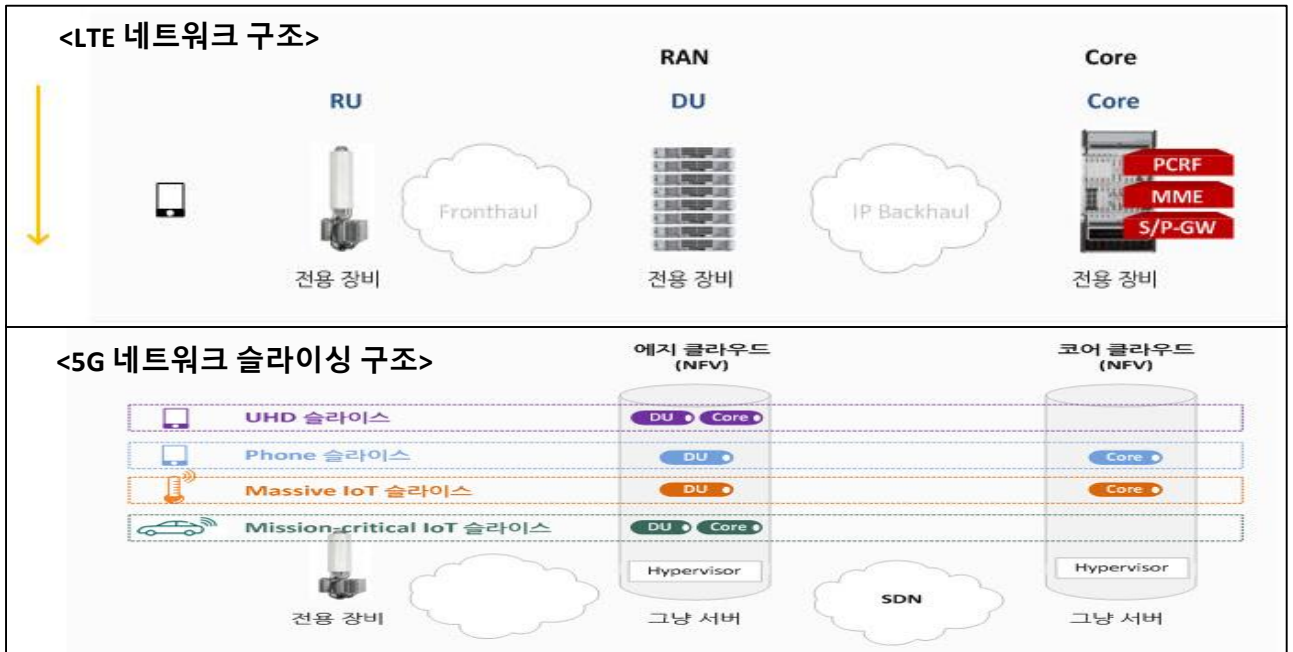 <LTE 네트워크 구조>
RAN
Core
RU
DU
Core
PCRF
MME
S/P-GW
Fronthaul
IP Backhaul
전용 장비
전용 장비
전용 장비
<5G 네트워크 슬라이싱 구조>
에지 클라우드
(NFV)
코어 클라우드
(NFV)
UHD 슬라이스
DU
Core
Phone 슬라이스
DU
Core
Massive IoT 슬라이스
DU
Core
Mission-critical IoT 슬라이스
DU
Core
Hypervisor
Hypervisor
SDN
전용 장비
그냥 서버
그냥 서버